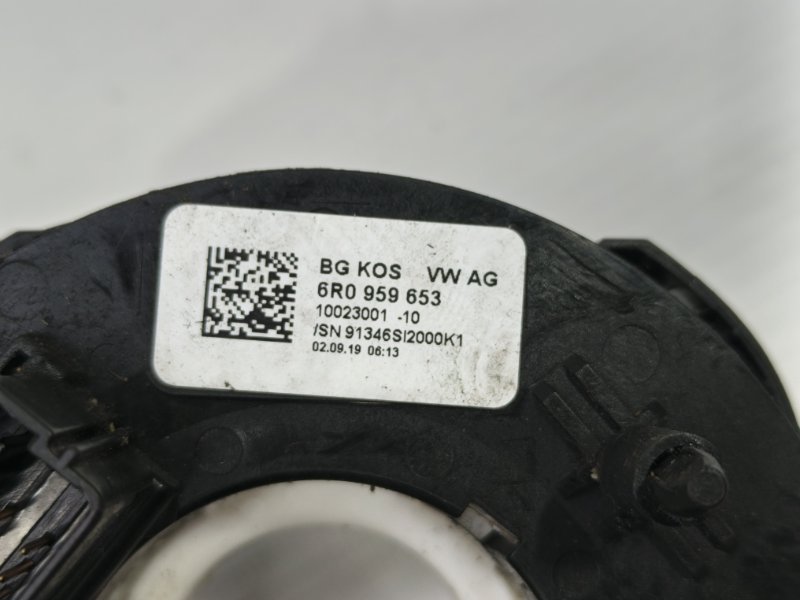 BG KOS VW AG
6R0 959 653
10023001 -10
/SN 91346SI2000K1
02.09.19 06:13